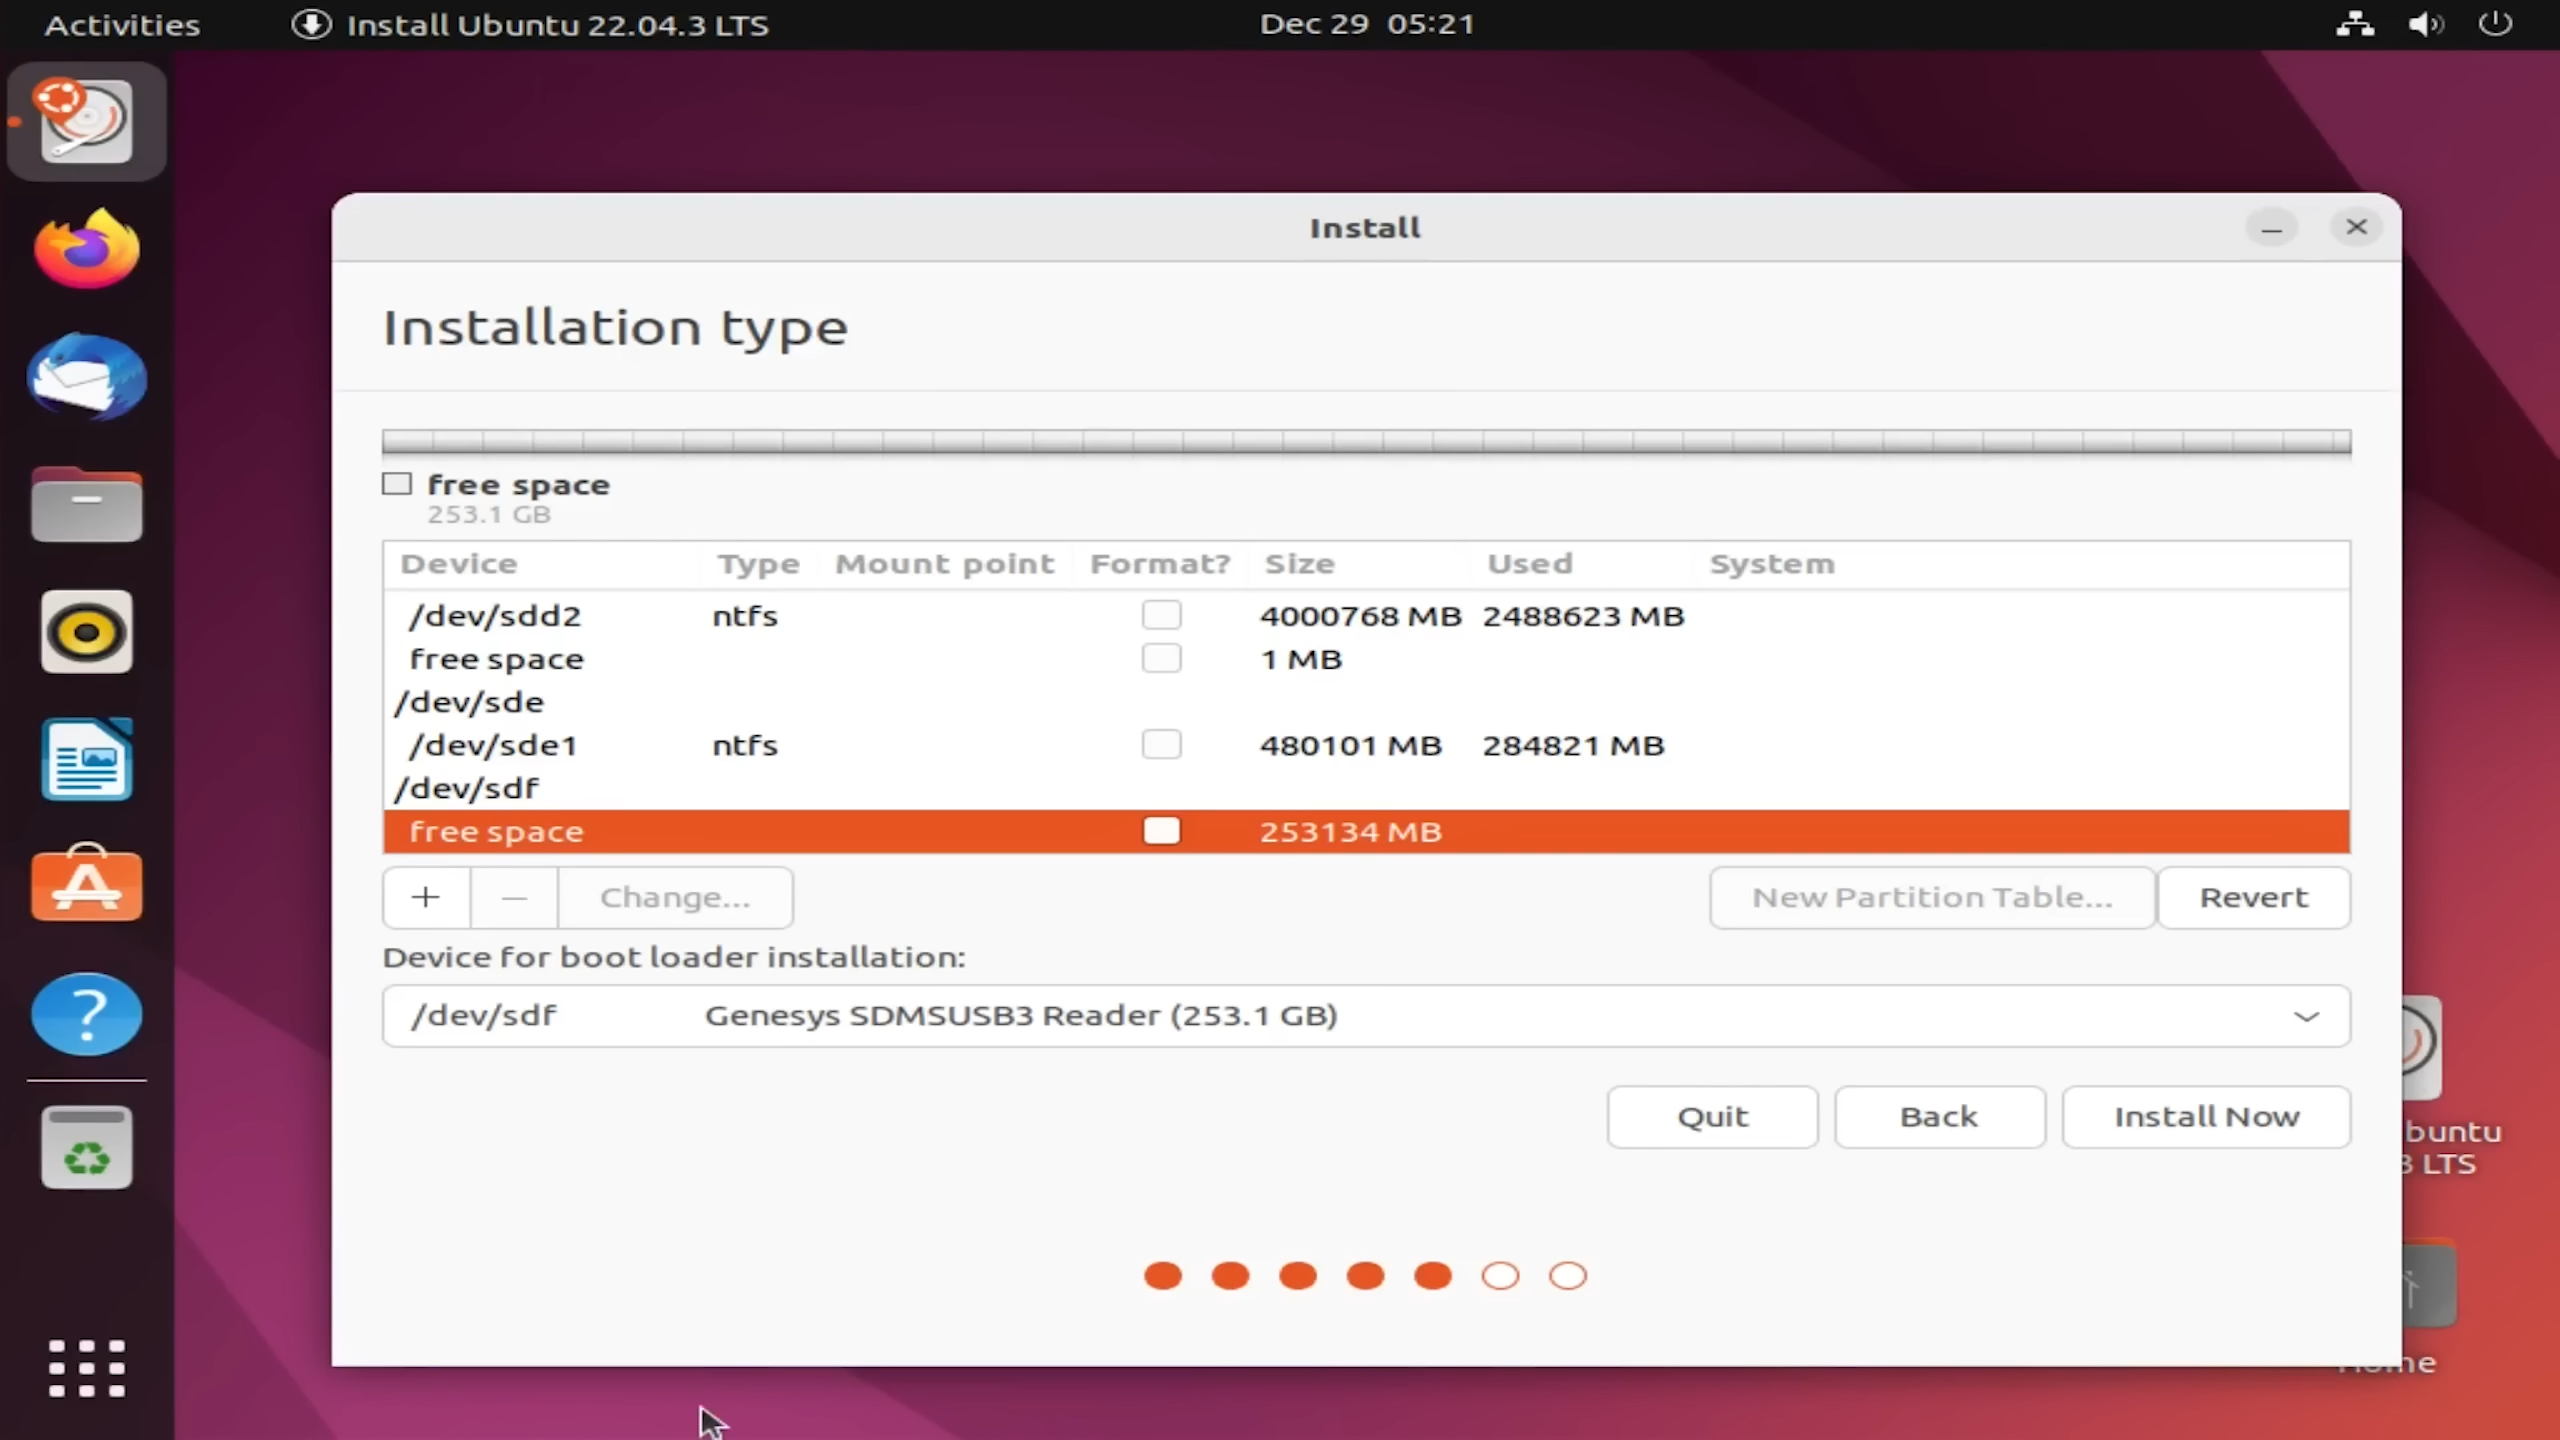 Activities Install Ubuntu 22.04.3 LTS Dec 29 05:21
Install
Installation type
free space
253.1 GB
Device Type Mount point Format? Size Used System
/dev/sdd2 ntfs 4000768 MB 2488623 MB
free space 1 MB
/dev/sde
/dev/sde1 ntfs 480101 MB 284821 MB
/dev/sdf
free space 253134 MB
+ − Change... New Partition Table... Revert
Device for boot loader installation:
/dev/sdf Genesys SDMSUSB3 Reader (253.1 GB)
Quit Back Install Now
buntu
LTS